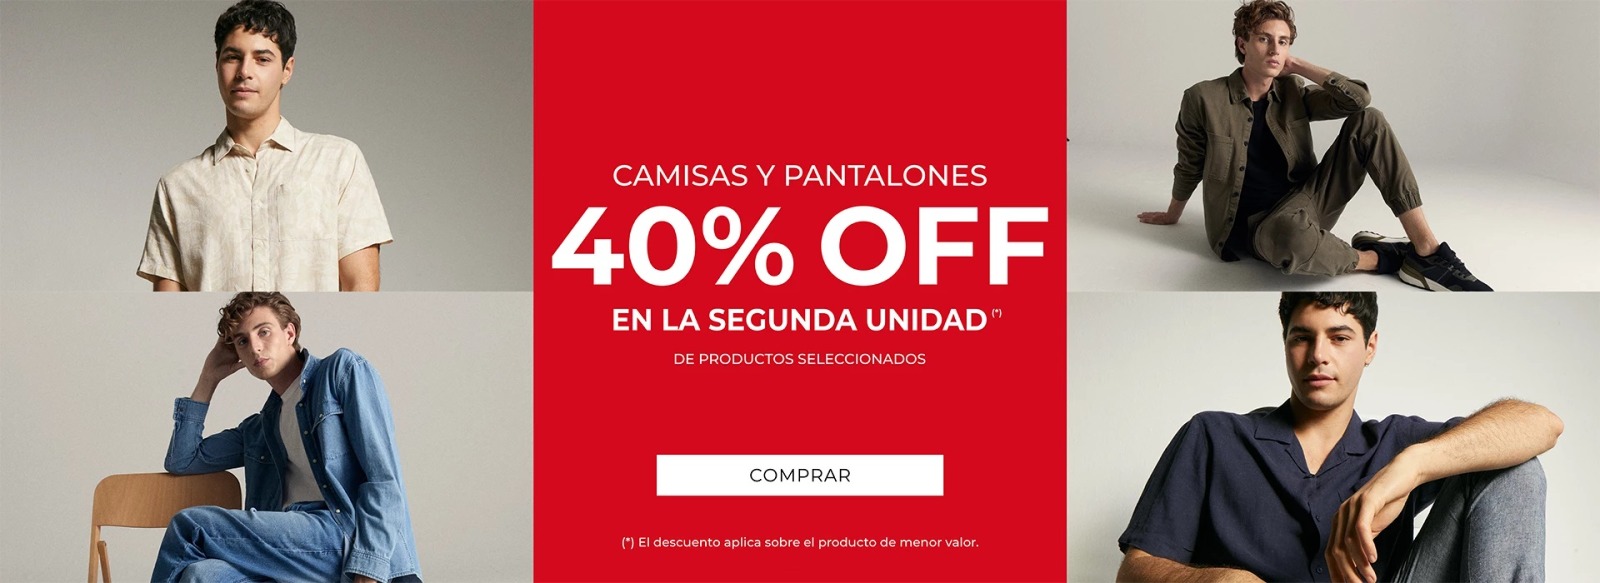 CAMISAS Y PANTALONES
40% OFF
EN LA SEGUNDA UNIDAD (*)
DE PRODUCTOS SELECCIONADOS
COMPRAR
(*) El descuento aplica sobre el producto de menor valor.